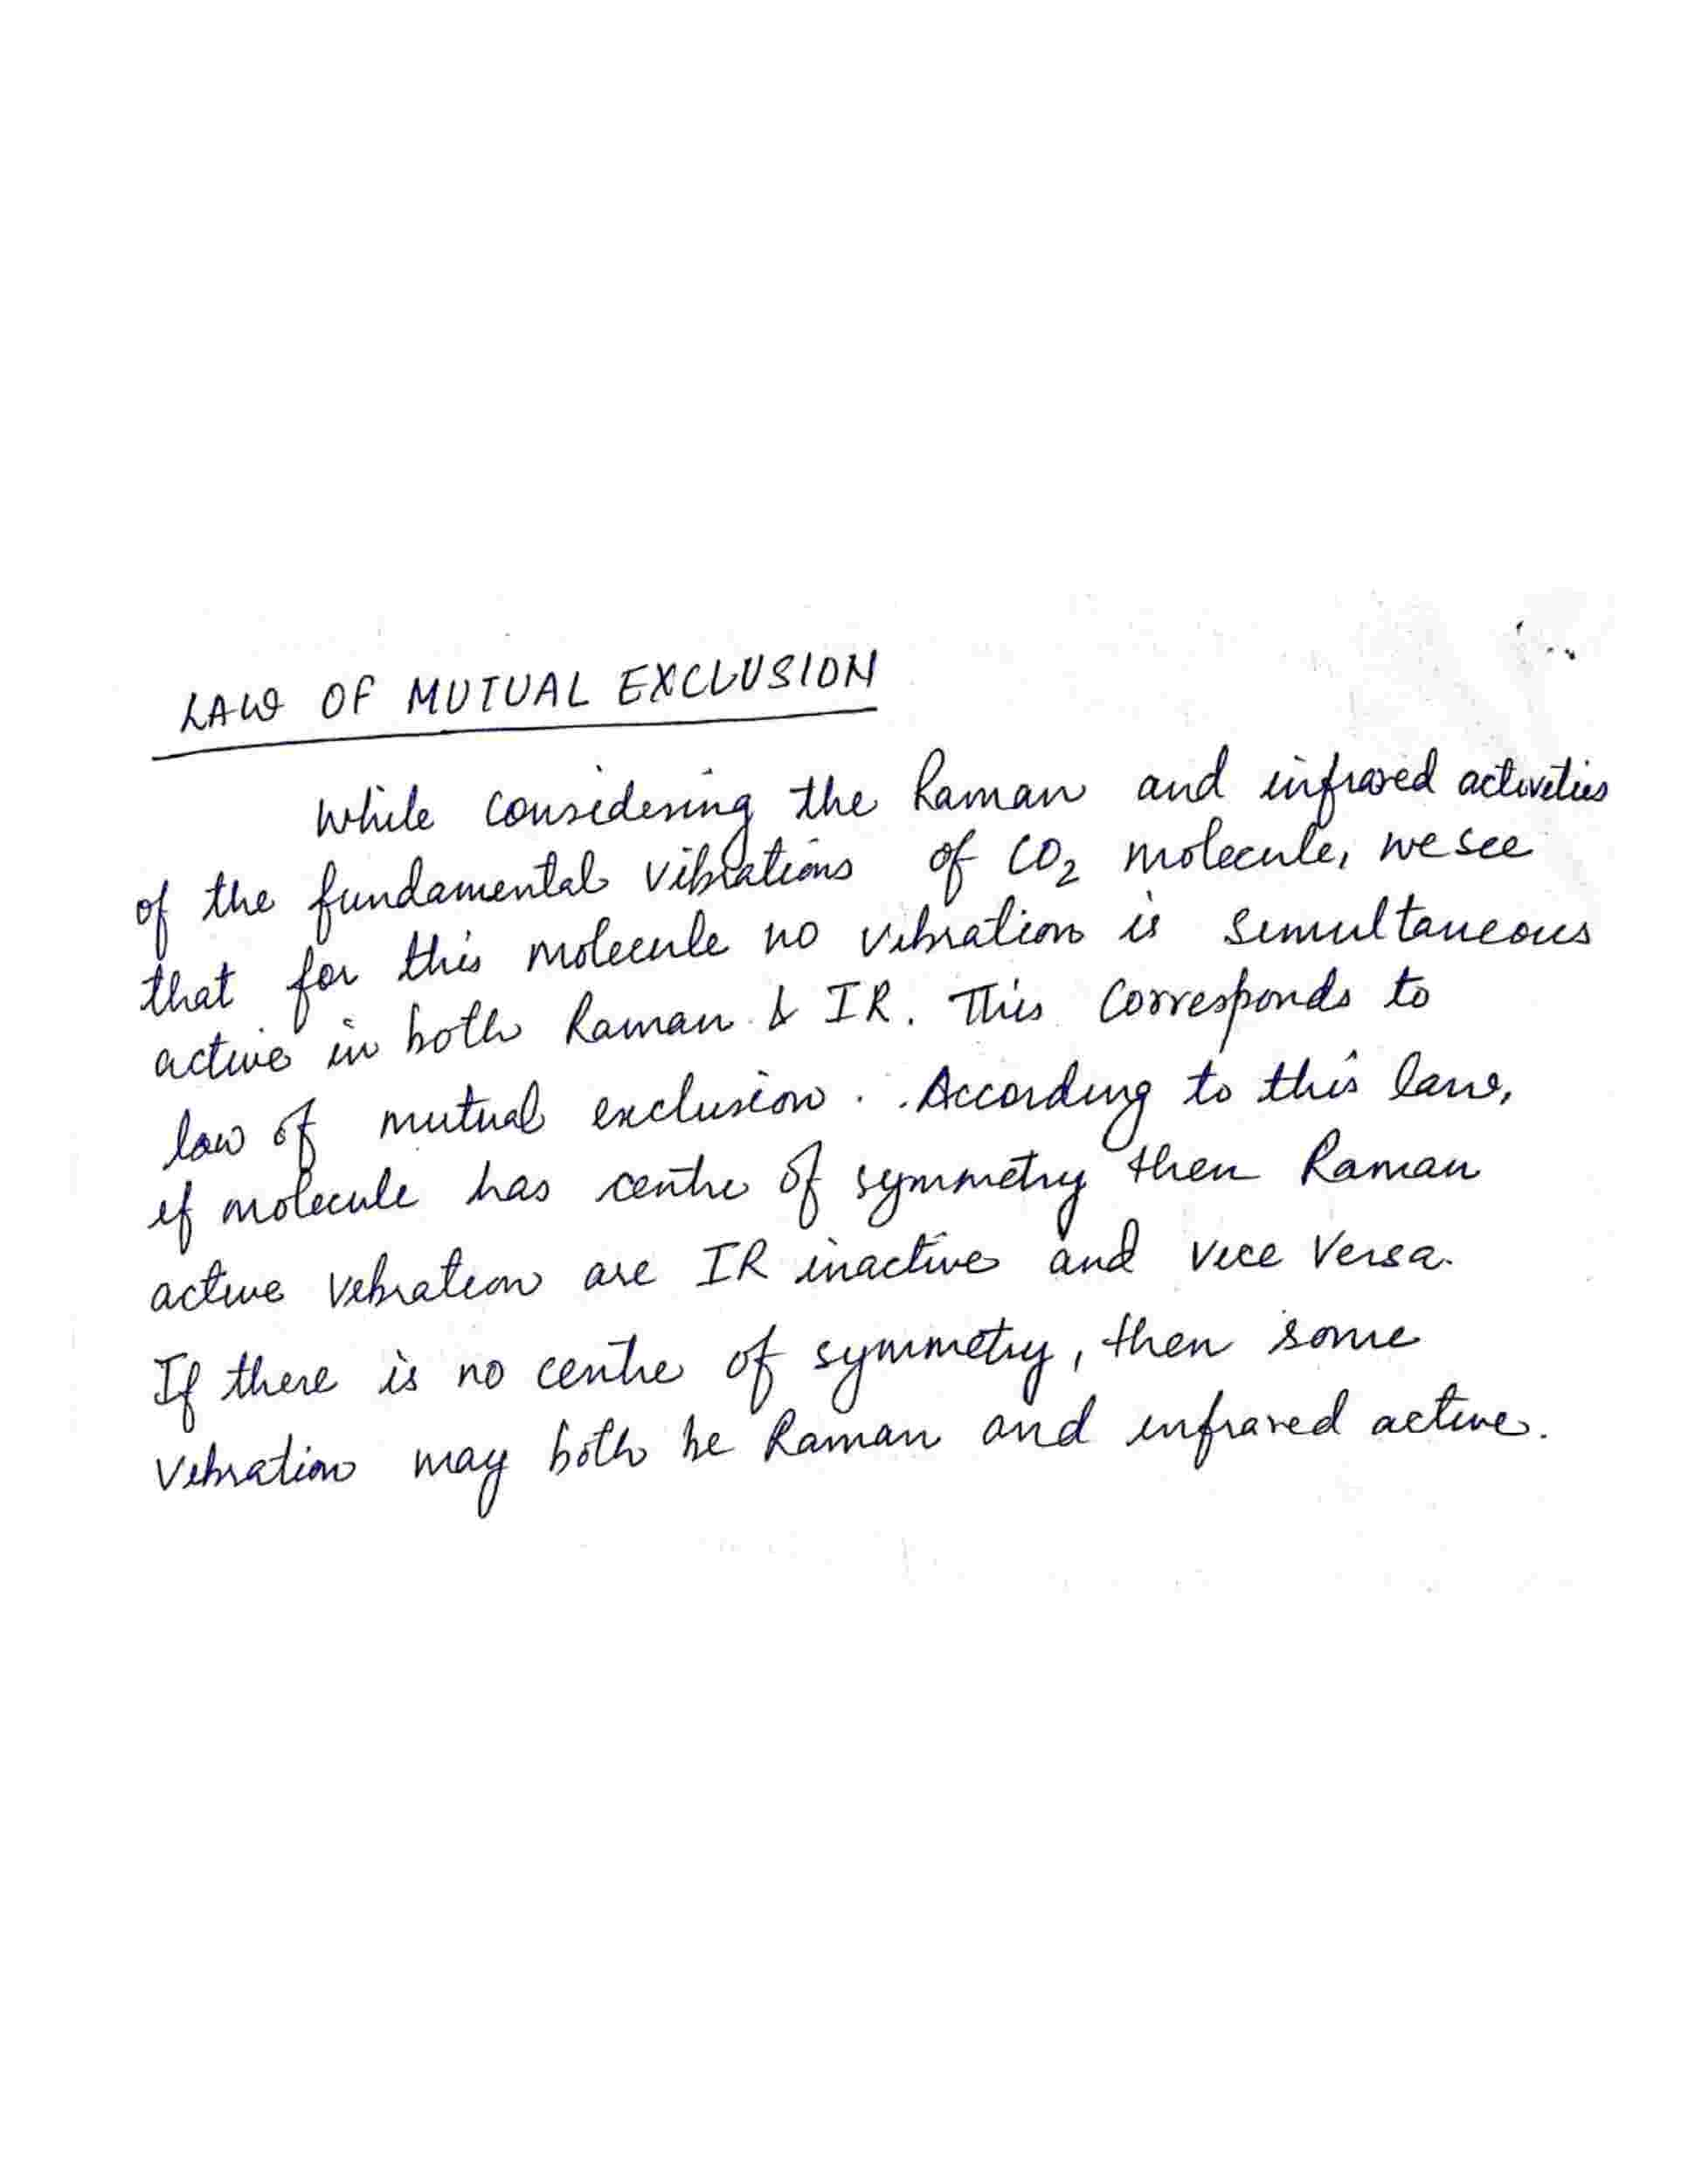 LAW OF MUTUAL EXCLUSION
While considering the Raman and infrared activities
of the fundamental vibrations of CO₂ molecule, we see
that for this molecule no vibration is simultaneous
active in both Raman & IR. This corresponds to
law of mutual exclusion. According to this law,
if molecule has centre of symmetry then Raman
active vibration are IR inactive and vice versa.
If there is no centre of symmetry, then some
vibration may both be Raman and infrared active.